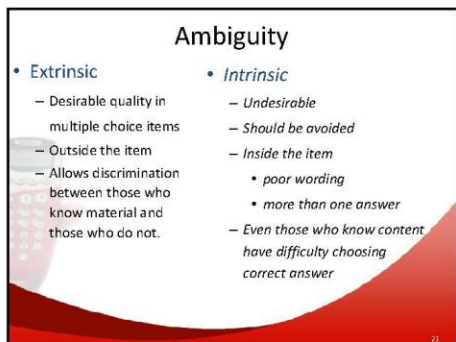 Ambiguity
• Extrinsic
– Desirable quality in
multiple choice items
– Outside the item
– Allows discrimination
between those who
know material and
those who do not.
• Intrinsic
– Undesirable
– Should be avoided
– Inside the item
• poor wording
• more than one answer
– Even those who know content
have difficulty choosing
correct answer
21